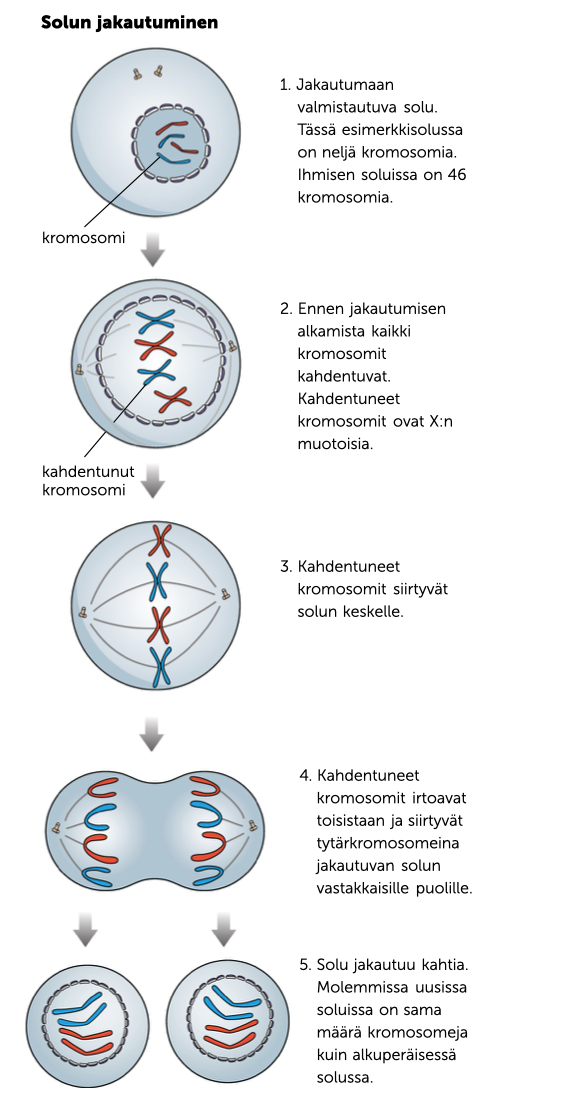 Solun jakautuminen
1. Jakautumaan
valmistautuva solu.
Tässä esimerkkisolussa
on neljä kromosomia.
Ihmisen soluissa on 46
kromosomia.
kromosomi
2. Ennen jakautumisen
alkamista kaikki
kromosomit
kahdentuvat.
Kahdentuneet
kromosomit ovat X:n
muotoisia.
kahdentunut
kromosomi
3. Kahdentuneet
kromosomit siirtyvät
solun keskelle.
4. Kahdentuneet
kromosomit irtoavat
toisistaan ja siirtyvät
tytärkromosomeina
jakautuvan solun
vastakkaisille puolille.
5. Solu jakautuu kahtia.
Molemmissa uusissa
soluissa on sama
määrä kromosomeja
kuin alkuperäisessä
solussa.